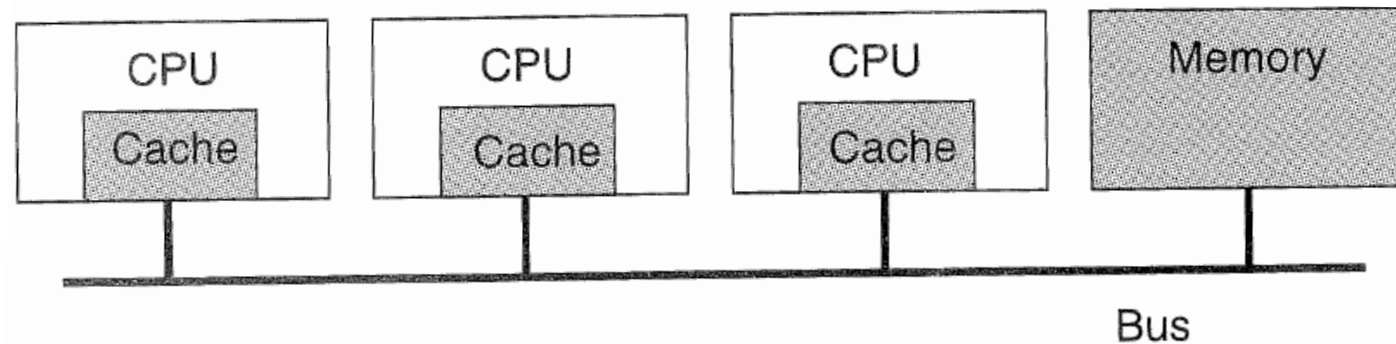 CPU
Cache
CPU
Cache
CPU
Cache
Memory
Bus